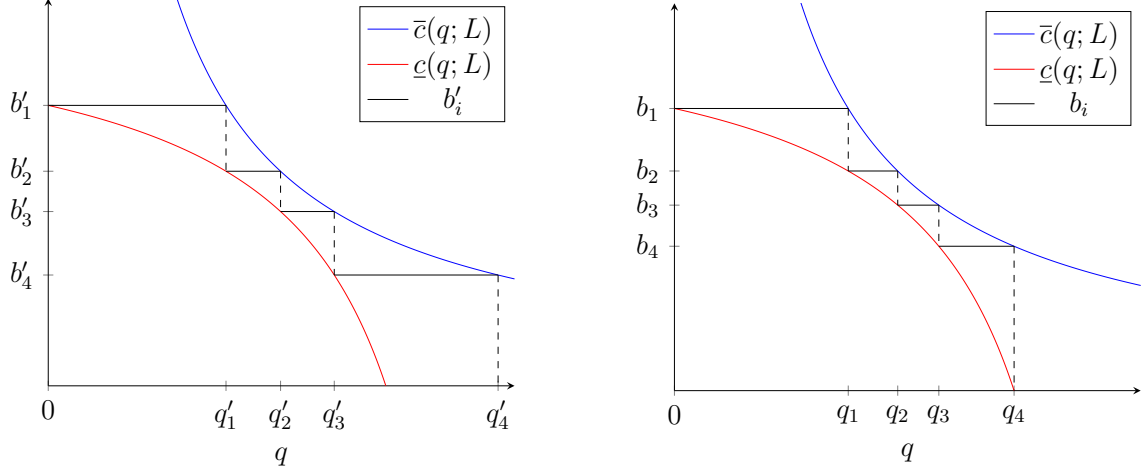 c̅(q; L)
c̲(q; L)
b′ᵢ
b′₁
b′₂
b′₃
b′₄
0
q′₁
q′₂
q′₃
q′₄
q
c̅(q; L)
c̲(q; L)
bᵢ
b₁
b₂
b₃
b₄
0
q₁
q₂
q₃
q₄
q